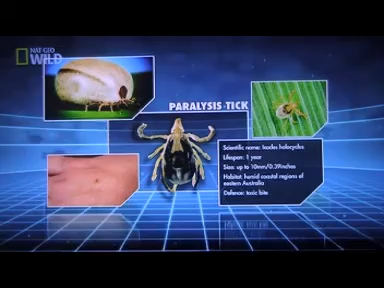 NAT GEO
WILD
PARALYSIS TICK
Scientific name: Ixodes holocyclus
Lifespan: 1 year
Size: up to 10mm/0.39inches
Habitat: humid coastal regions of
eastern Australia
Defence: toxic bite